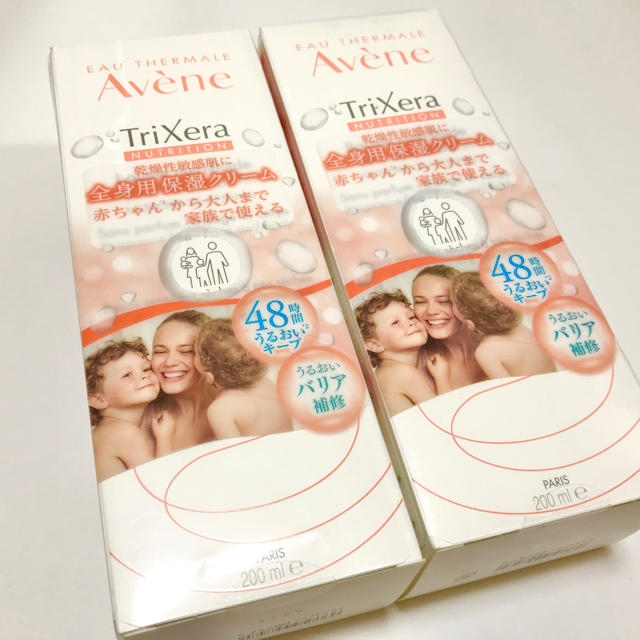 EAU THERMALE
Avène
TriXera
NUTRITION
乾燥性敏感肌に
全身用 保湿クリーム
赤ちゃん*から大人まで
家族で使える
48時間
うるおい*2
キープ
うるおい
バリア
補修
PARIS
200 ml e
EAU THERMALE
Avène
TriXera
NUTRITION
乾燥性敏感肌に
全身用 保湿クリーム
赤ちゃん*から大人まで
家族で使える
48時間
うるおい*2
キープ
うるおい
バリア
補修
PARIS
200 ml e